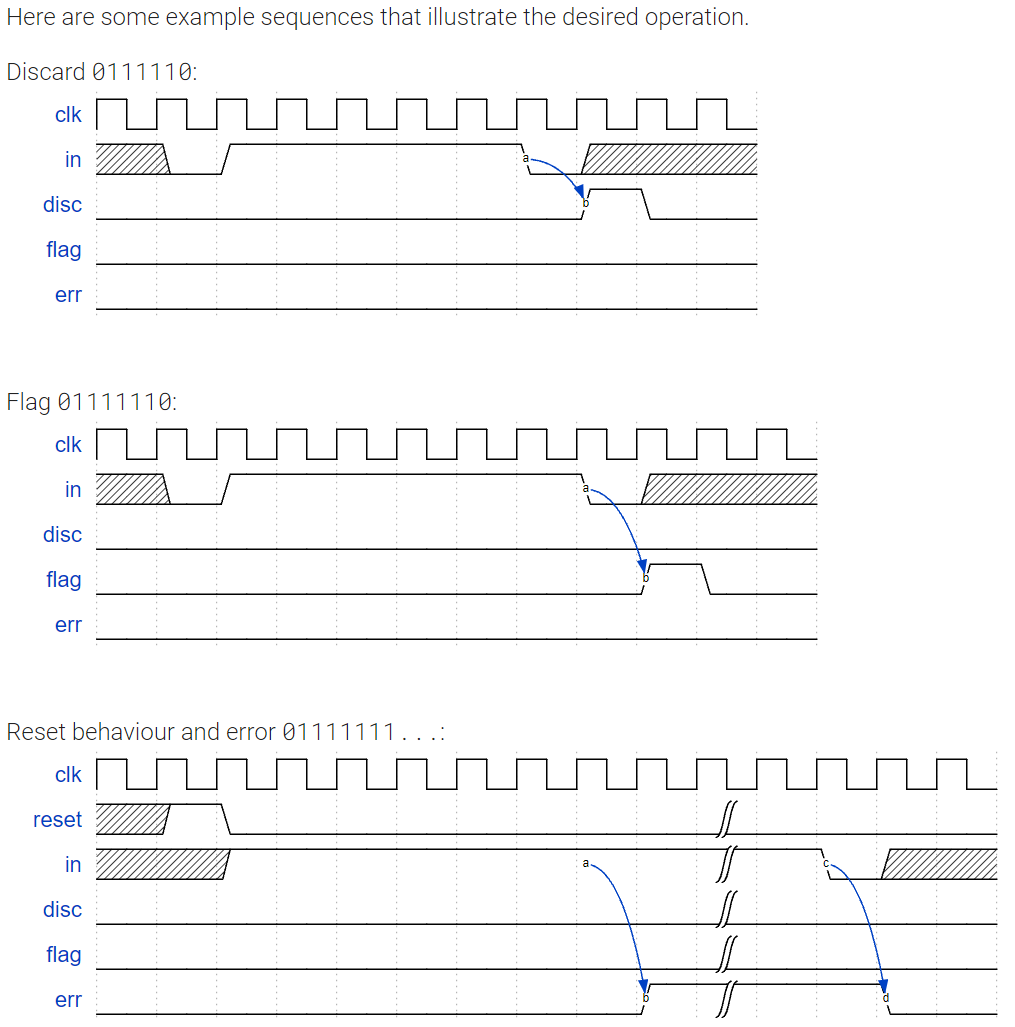 Here are some example sequences that illustrate the desired operation.
Discard 0111110:
clk
in
a
disc
b
flag
err
Flag 01111110:
clk
in
a
disc
flag
b
err
Reset behaviour and error 01111111...:
clk
reset
in
a
c
disc
flag
err
b
d